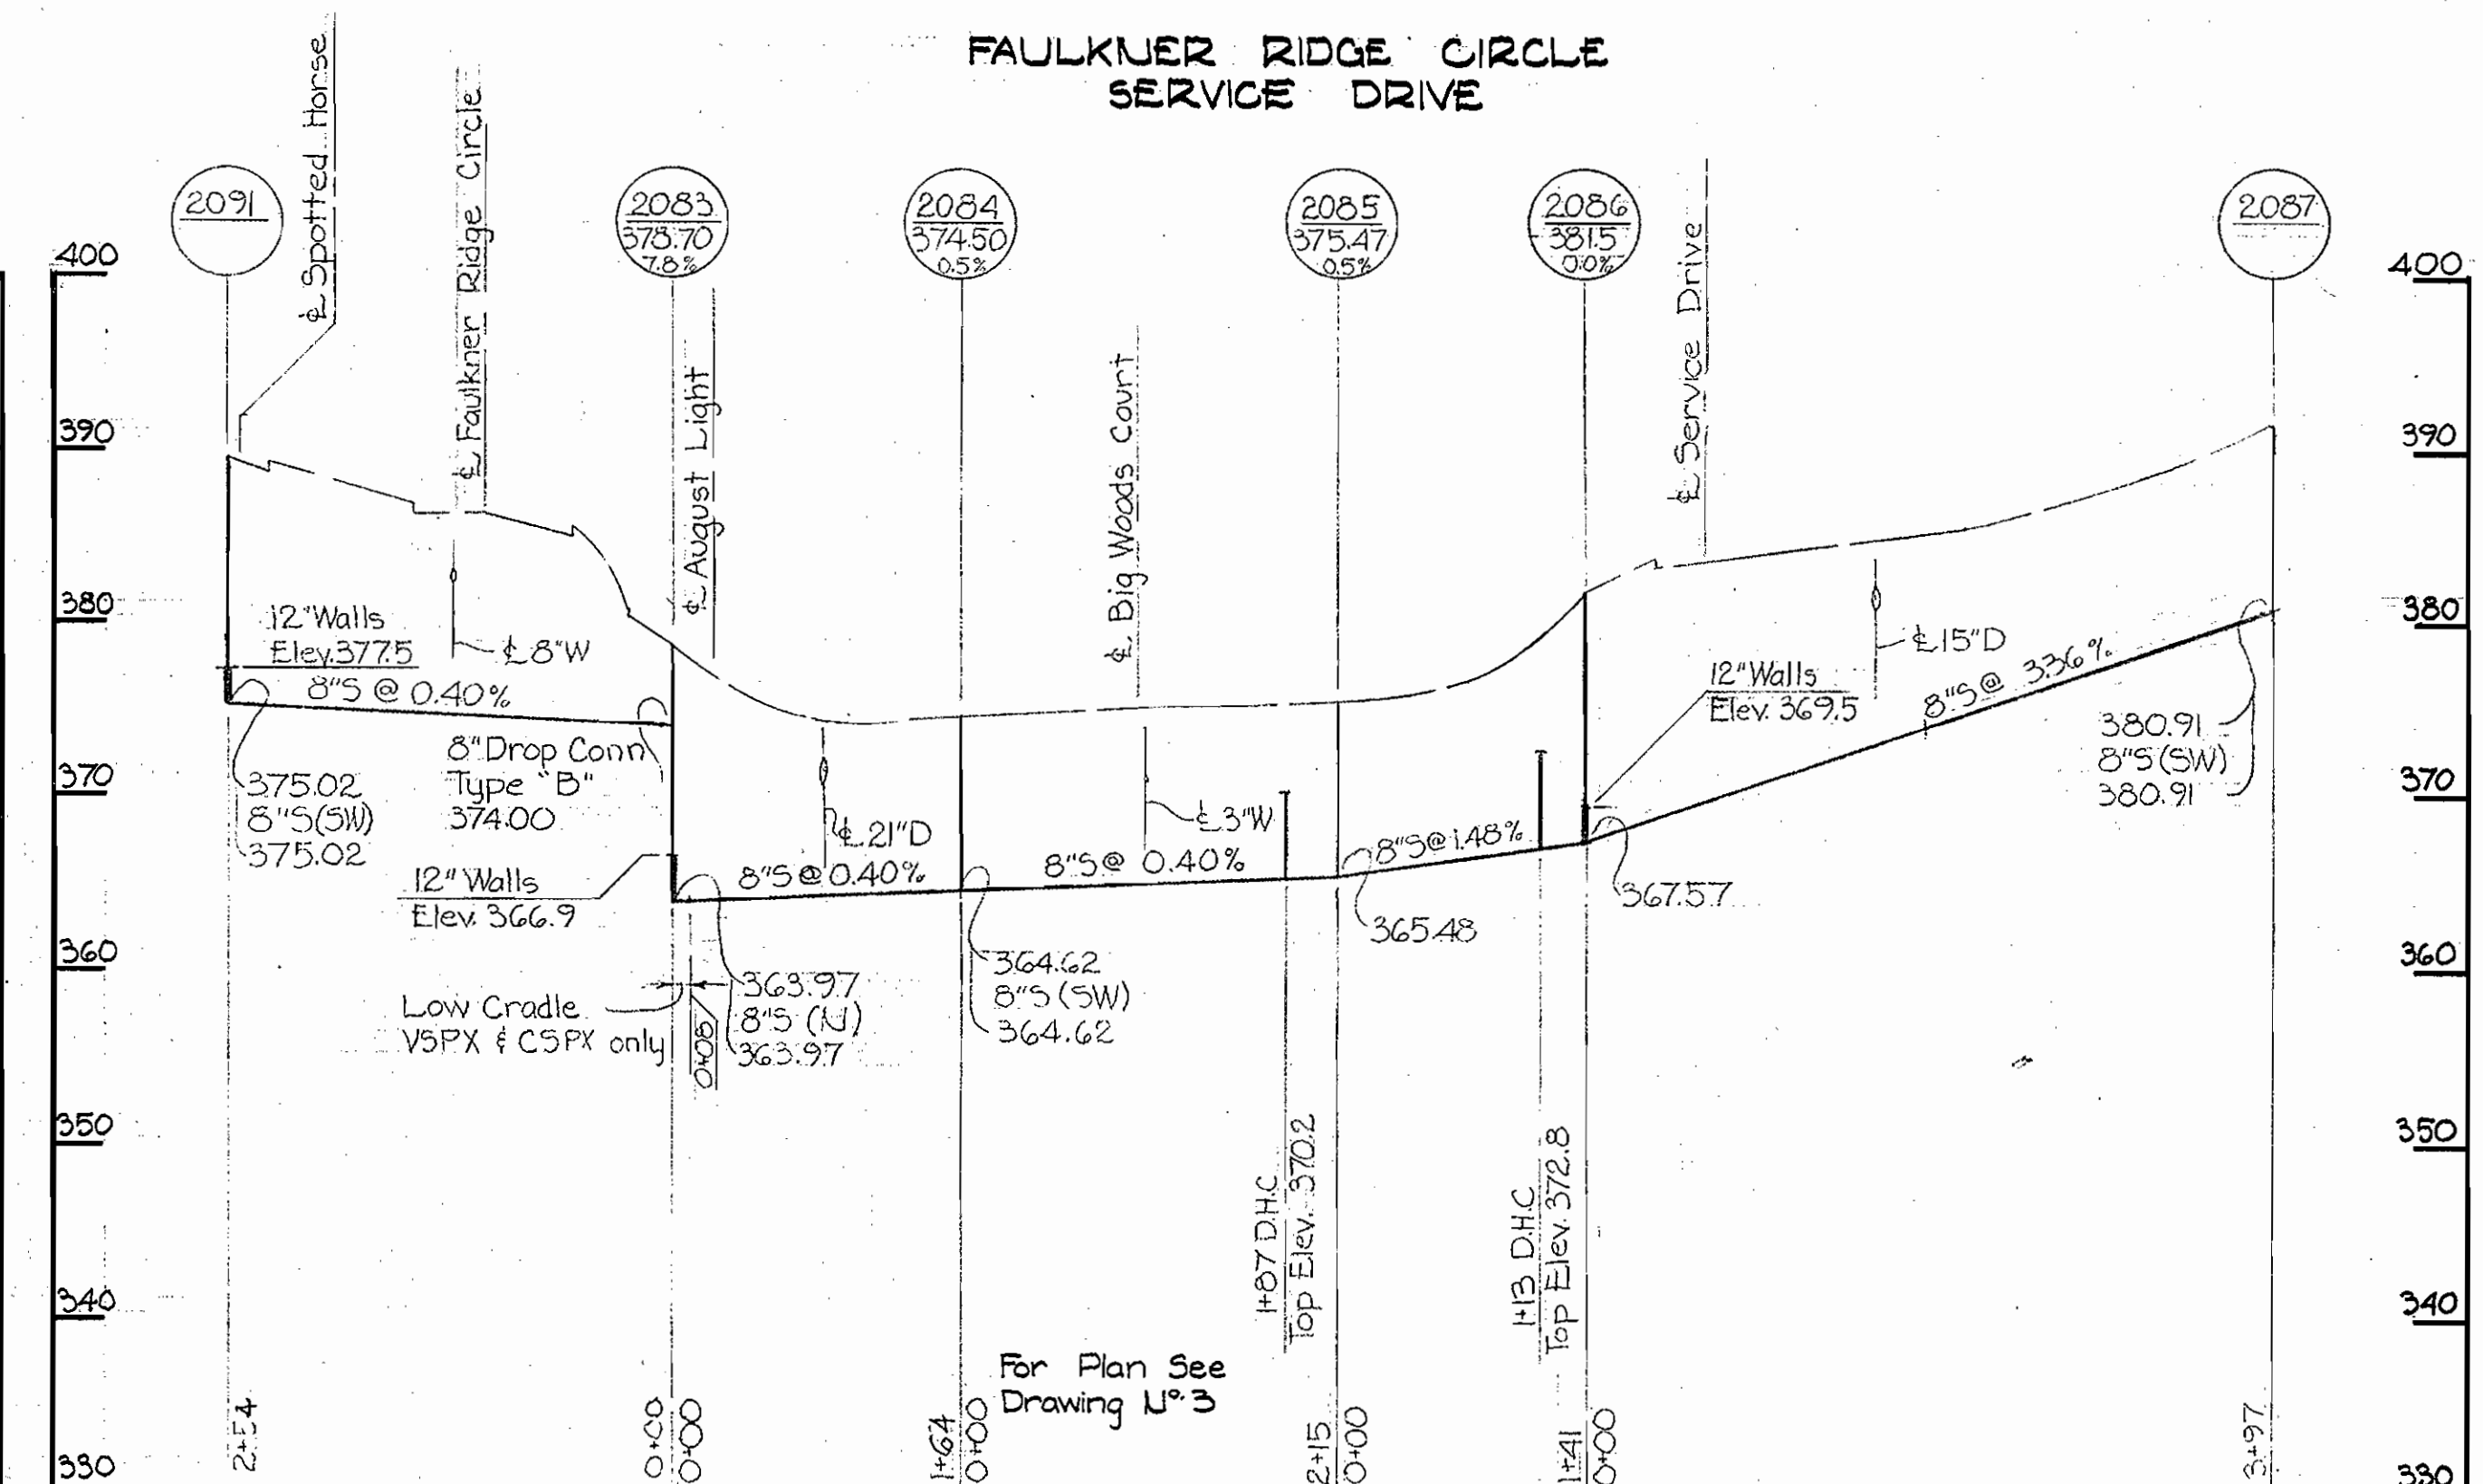 FAULKNER RIDGE CIRCLE
SERVICE DRIVE
℄ Spotted Horse
℄ Faulkner Ridge Circle
℄ August Light
℄ Big Woods Court
℄ Service Drive
2091
2083
378.70
7.8%
2084
374.50
0.5%
2085
375.47
0.5%
2086
381.5
0.0%
2087
400
390
380
370
360
350
340
330
400
390
380
370
360
350
340
330
12"Walls
Elev.377.5
8"S @ 0.40%
℄ 8"W
375.02
8"S(SW)
375.02
8"Drop Conn
Type "B"
374.00
12" Walls
Elev. 366.9
Low Cradle
VSPX & CSPX only
0+08
363.97
8"S (N)
363.97
℄ 21"D
8"S @ 0.40%
364.62
8"S (SW)
364.62
℄ 3"W
8"S @ 0.40%
8"S @ 1.48%
365.48
12"Walls
Elev. 369.5
367.57
℄ 15"D
8"S @ 3.36%
380.91
8"S (SW)
380.91
1+87 D.H.C
Top Elev. 370.2
1+13 D.H.C
Top Elev. 372.8
For Plan See
Drawing Nº 3
2+54
0+00
0+00
1+64
0+00
2+15
0+00
1+41
0+00
3+97